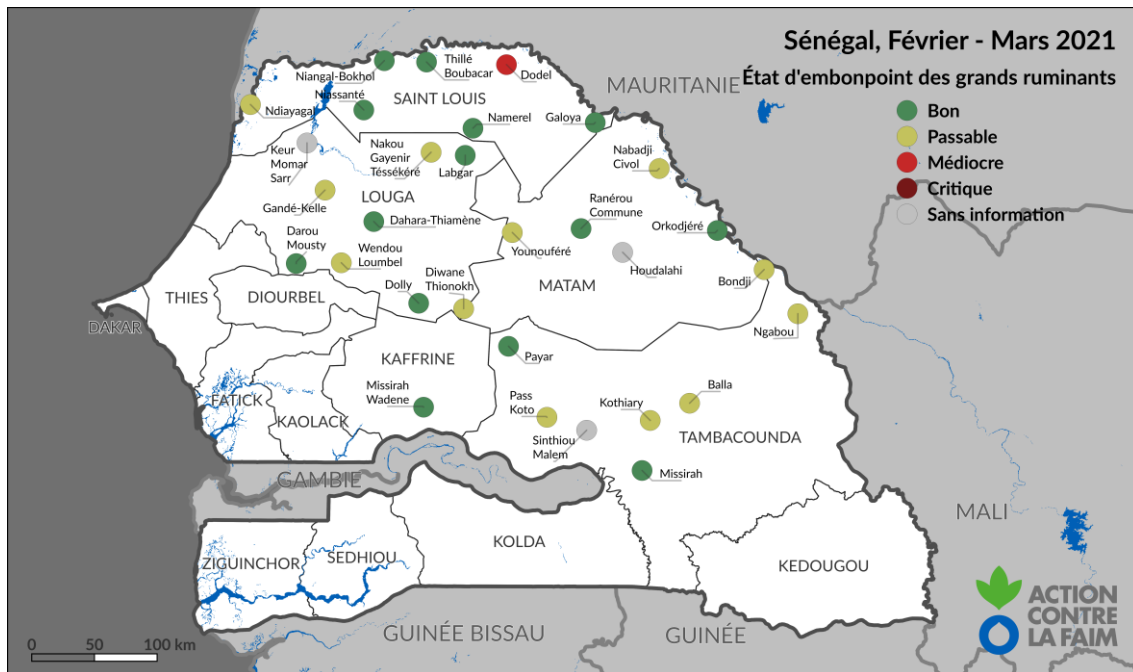 Sénégal, Février - Mars 2021
État d'embonpoint des grands ruminants
Bon
Passable
Médiocre
Critique
Sans information
MAURITANIE
Niangal-Bokhol
Thillé
Boubacar
Dodel
Niassanté
SAINT LOUIS
Ndiayagal
Namerel
Galoya
Keur
Momar
Sarr
Nakou
Gayenir
Téssékéré
Labgar
Nabadji
Civol
LOUGA
Gandé-Kelle
Dahara-Thiamène
Ranérou
Commune
Orkodjéré
Darou
Mousty
Wendou
Loumbel
Younouféré
Houdalahi
Diwane
Thionokh
Dolly
MATAM
Bondji
THIES
DIOURBEL
DAKAR
Ngabou
KAFFRINE
Payar
Missirah
Wadene
Balla
Pass
Koto
Kothiary
FATICK
KAOLACK
Sinthiou
Malem
TAMBACOUNDA
Missirah
GAMBIE
MALI
KOLDA
ZIGUINCHOR
SEDHIOU
KEDOUGOU
GUINÉE BISSAU
GUINÉE
0 50 100 km
ACTION
CONTRE
LA FAIM